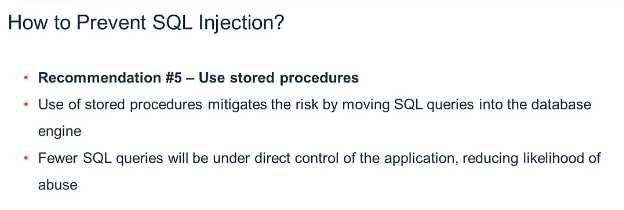 How to Prevent SQL Injection?
• Recommendation #5 – Use stored procedures
• Use of stored procedures mitigates the risk by moving SQL queries into the database
engine
• Fewer SQL queries will be under direct control of the application, reducing likelihood of
abuse